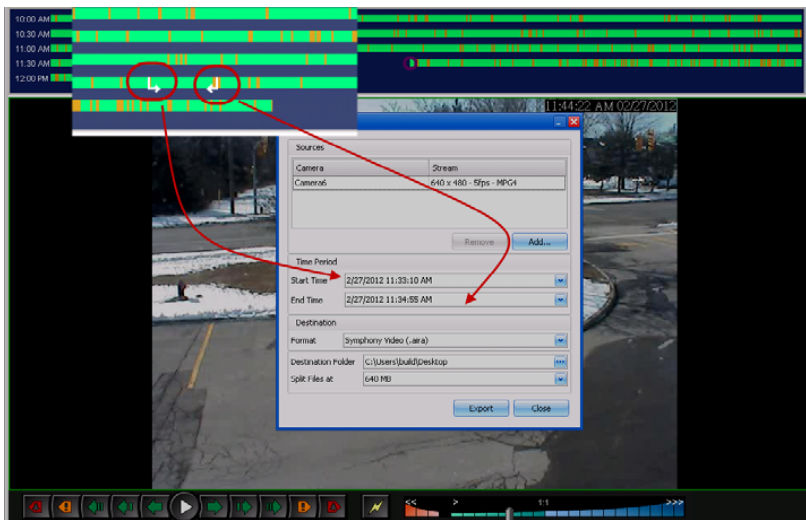 10:00 AM
10:30 AM
11:00 AM
11:30 AM
12:00 PM
11:44:22 AM 02/27/2012
Sources
Camera Stream
Camera6 640 x 480 - 5fps - MPG4
Remove Add...
Time Period
Start Time 2/27/2012 11:33:10 AM
End Time 2/27/2012 11:34:55 AM
Destination
Format Symphony Video (.aira)
Destination Folder C:\Users\build\Desktop ...
Split Files at 640 MB
Export Close
<< > 1:1 >>>